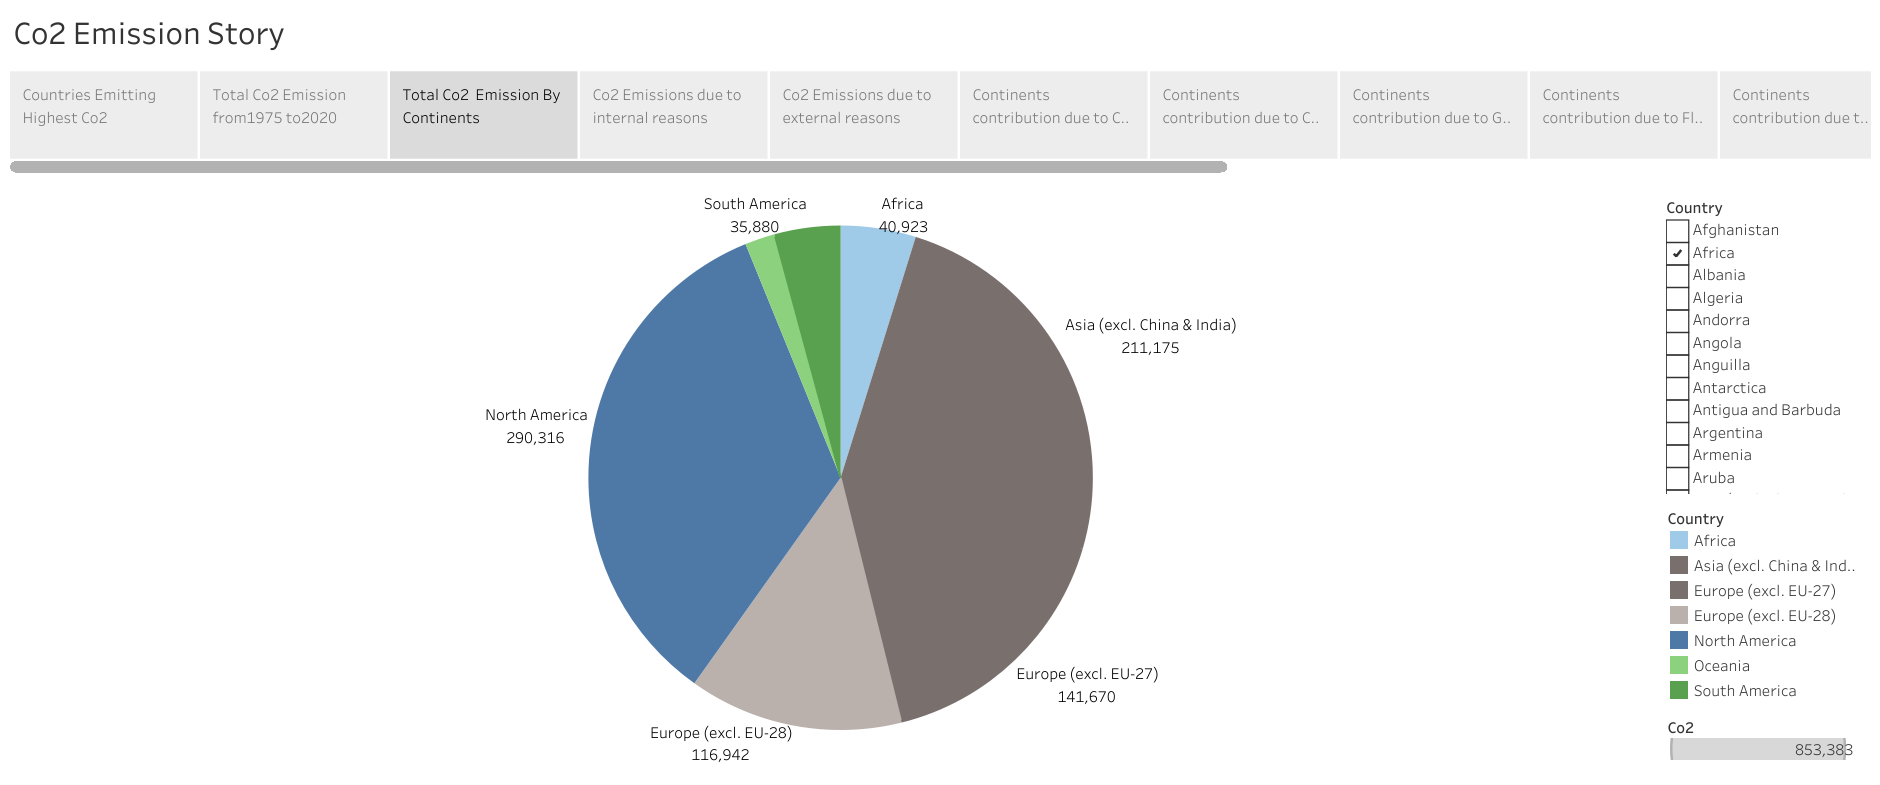 Co2 Emission Story
Countries Emitting
Highest Co2
Total Co2 Emission
from1975 to2020
Total Co2  Emission By
Continents
Co2 Emissions due to
internal reasons
Co2 Emissions due to
external reasons
Continents
contribution due to C..
Continents
contribution due to C..
Continents
contribution due to G..
Continents
contribution due to Fl..
Continents
contribution due t..
South America
35,880
Africa
40,923
Asia (excl. China & India)
211,175
North America
290,316
Europe (excl. EU-27)
141,670
Europe (excl. EU-28)
116,942
Country
Afghanistan
Africa
Albania
Algeria
Andorra
Angola
Anguilla
Antarctica
Antigua and Barbuda
Argentina
Armenia
Aruba
Country
Africa
Asia (excl. China & Ind..
Europe (excl. EU-27)
Europe (excl. EU-28)
North America
Oceania
South America
Co2
853,383